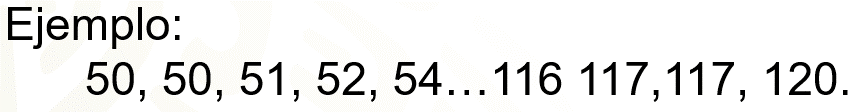 Ejemplo:
50, 50, 51, 52, 54…116 117,117, 120.